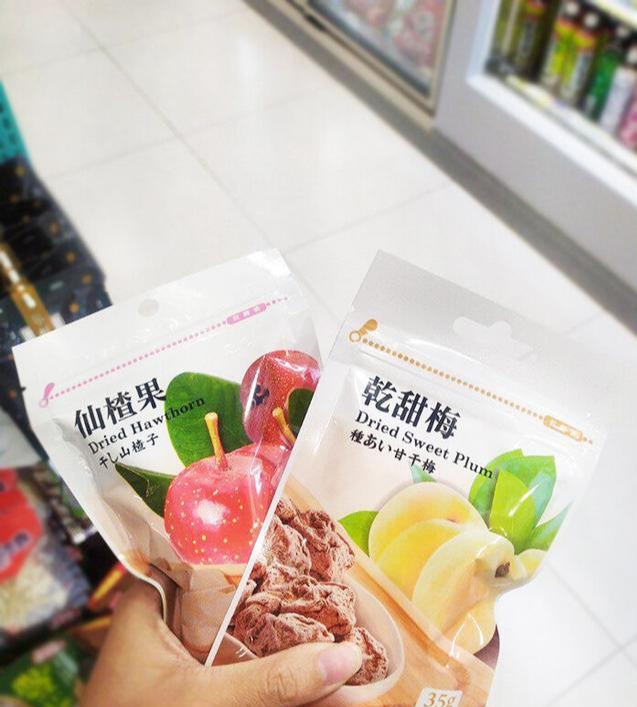 仙楂果
Dried Hawthorn
干し山楂子
乾甜梅
Dried Sweet Plum
種あい甘干梅
35g